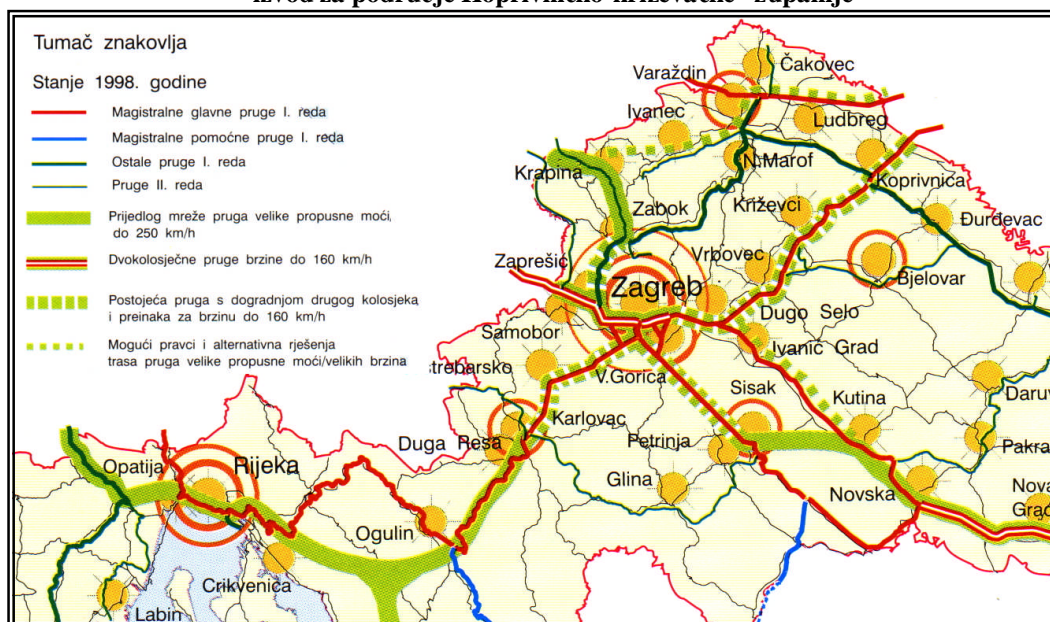 izvod za područje Koprivničko-križevačke županije
Tumač znakovlja
Stanje 1998. godine
Magistralne glavne pruge I. reda
Magistralne pomoćne pruge I. reda
Ostale pruge I. reda
Pruge II. reda
Prijedlog mreže pruga velike propusne moći,
do 250 km/h
Dvokolosječne pruge brzine do 160 km/h
Postojeća pruga s dogradnjom drugog kolosjeka
i preinaka za brzinu do 160 km/h
Mogući pravci i alternativna rješenja
trasa pruga velike propusne moći/velikih brzina
Čakovec
Varaždin
Ivanec
Ludbreg
N.Marof
Krapina
Koprivnica
Zabok
Križevci
Đurđevac
Zaprešić
Vrbovec
Zagreb
Bjelovar
Dugo Selo
Samobor
Ivanić Grad
trebarsko
V.Gorica
Sisak
Kutina
Daruv
Karlovac
Duga Resa
Petrinja
Pakra
Opatija
Rijeka
Glina
Novska
Nova
Grad
Ogulin
Crikvenica
Labin